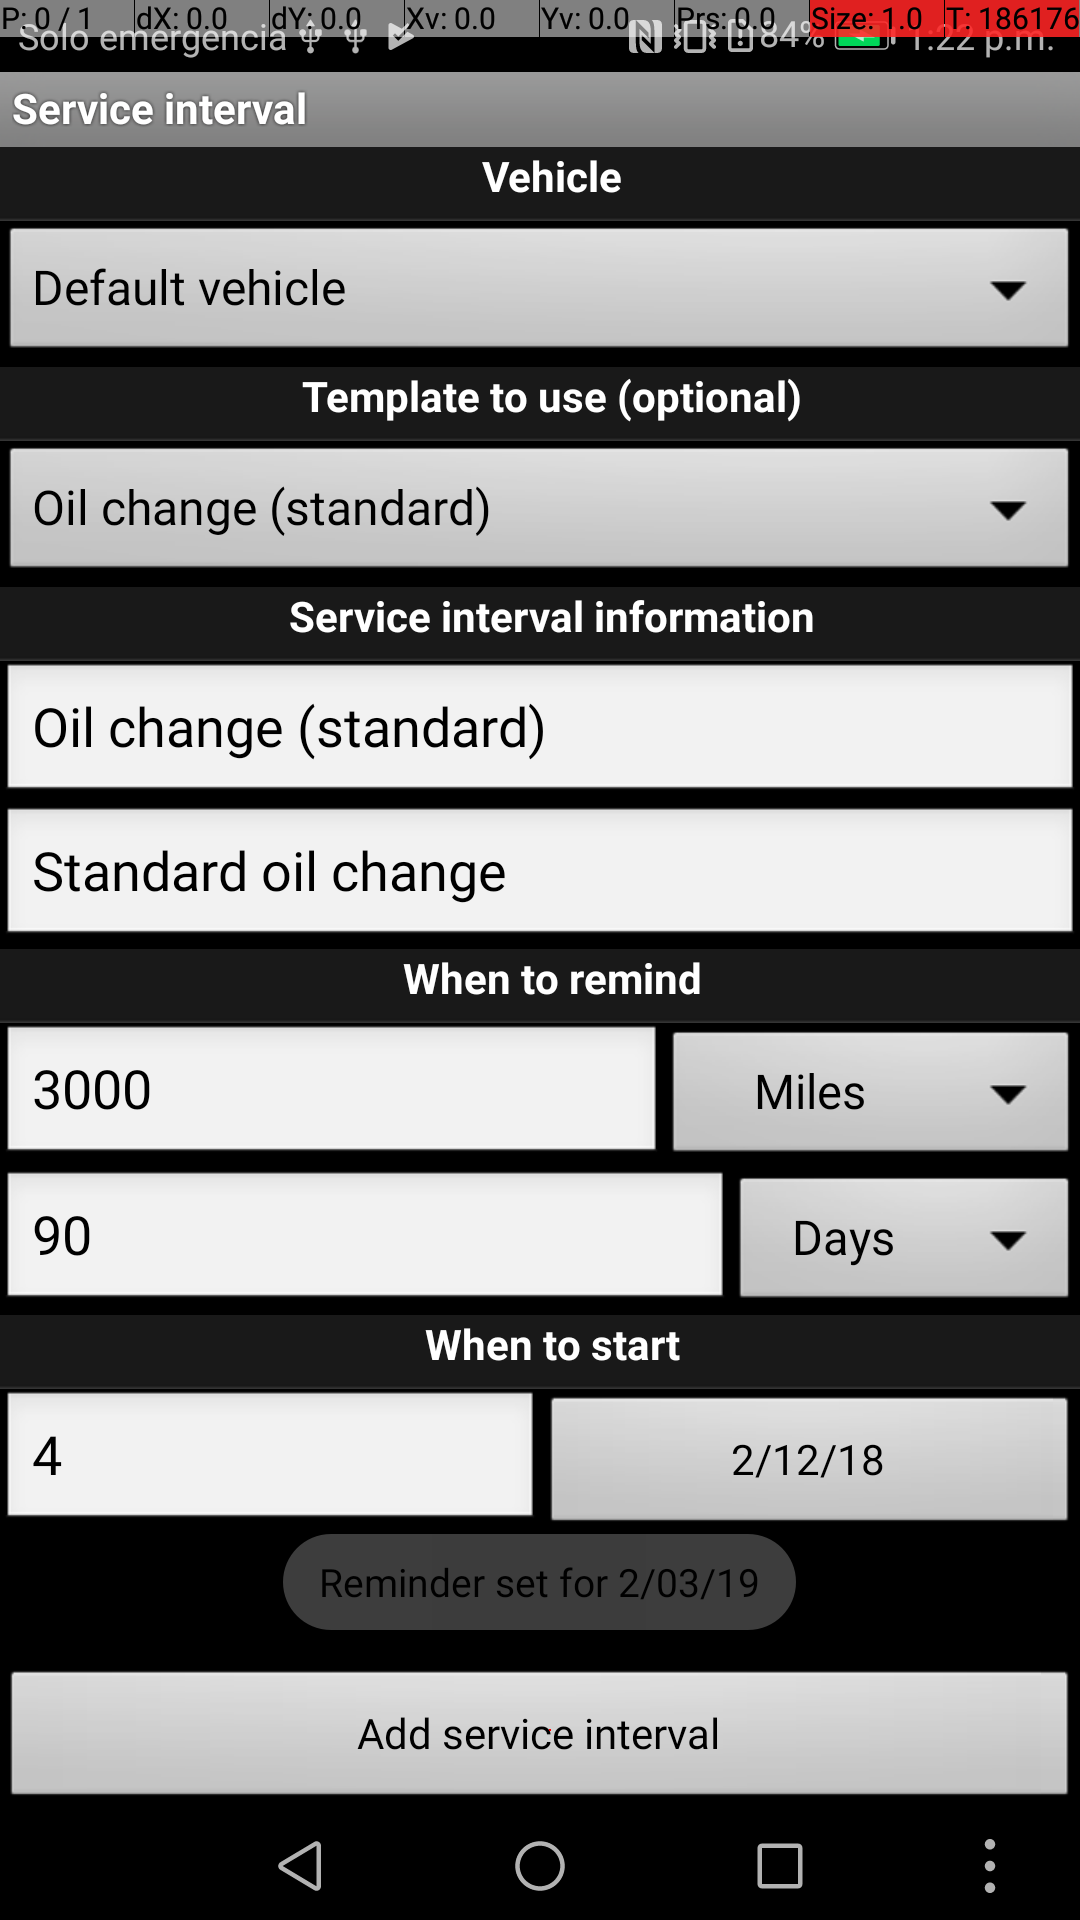 P: 0 / 1 dX: 0.0 dY: 0.0 Xv: 0.0 Yv: 0.0 Prs: 0.0 Size: 1.0 T: 186176
Solo emergencia 84% 1:22 p.m.
Service interval
Vehicle
Default vehicle
Template to use (optional)
Oil change (standard)
Service interval information
Oil change (standard)
Standard oil change
When to remind
3000 Miles
90 Days
When to start
4 2/12/18
Reminder set for 2/03/19
Add service interval